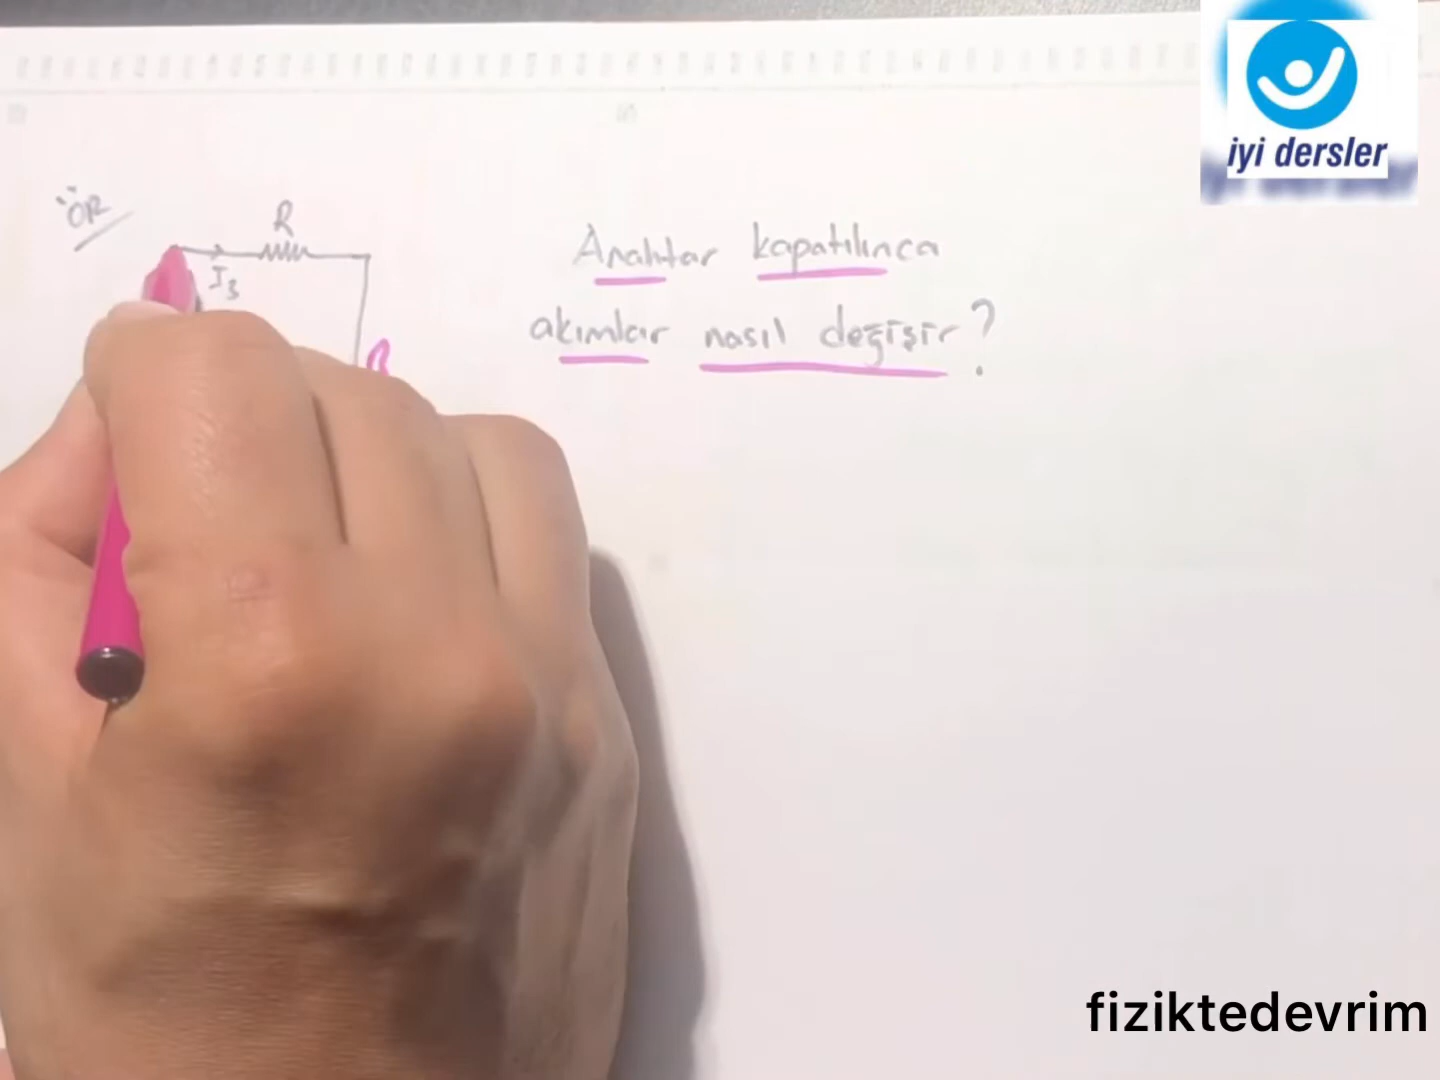 ÖR
R
I3
Anahtar kapatılınca
akımlar nasıl değişir?
iyi dersler
fiziktedevrim